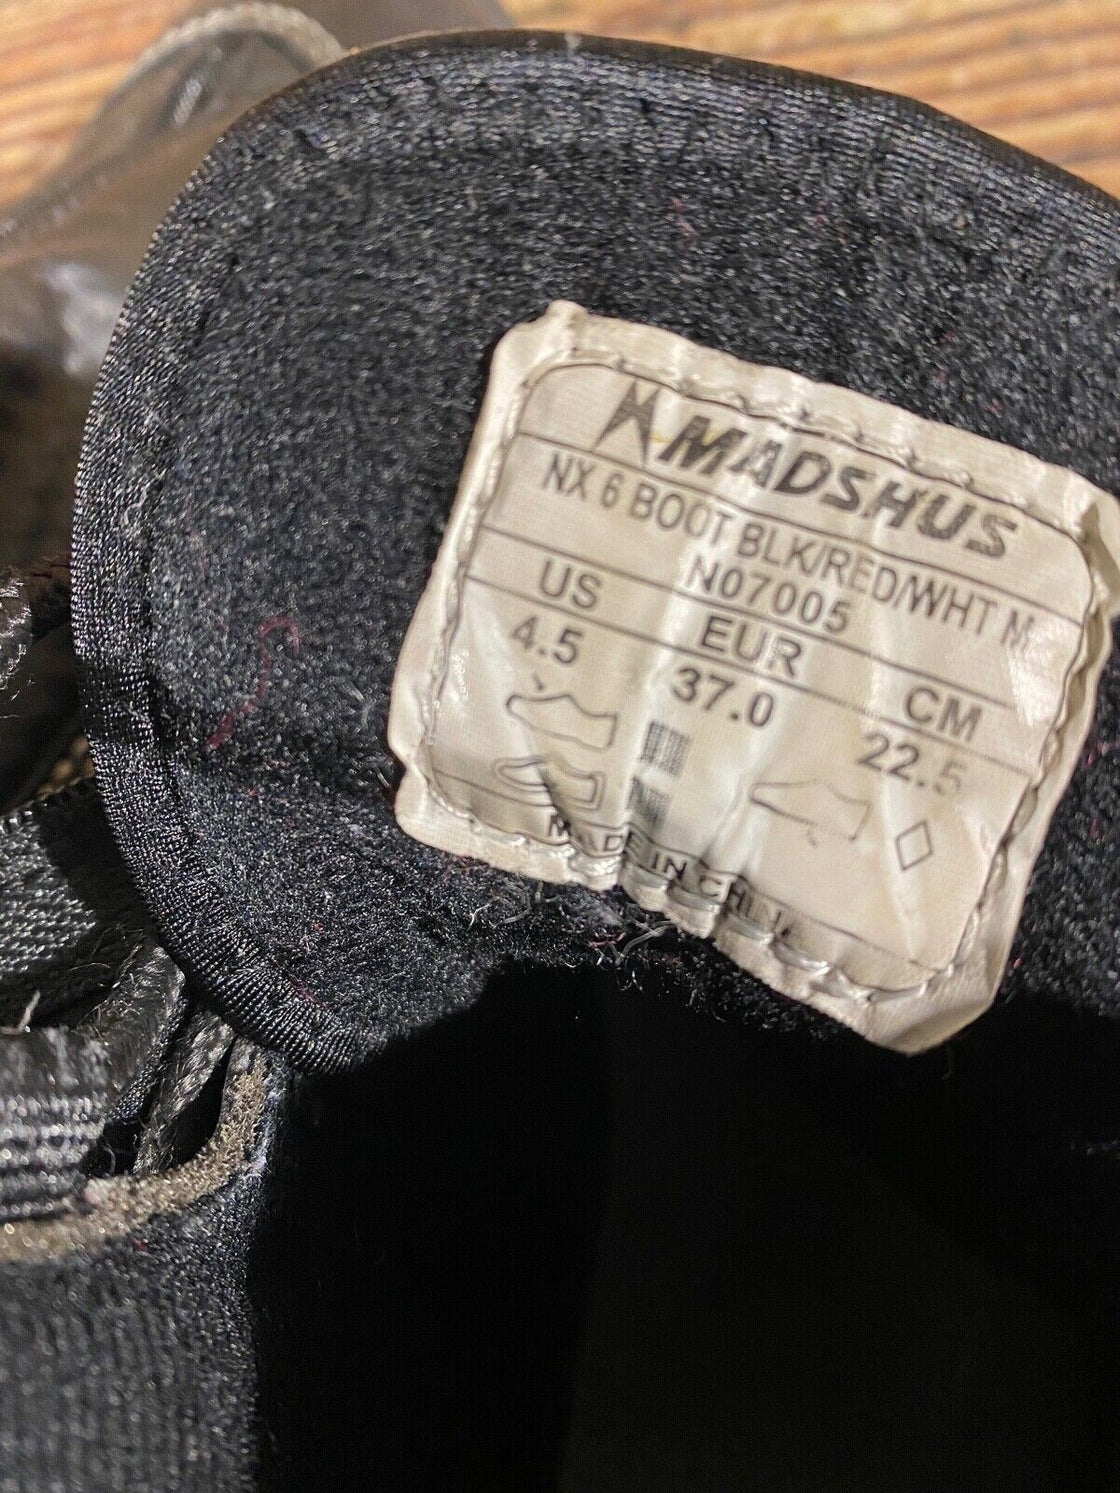 MADSHUS
NX 6 BOOT BLK/RED/WHT M
N07005
US EUR CM
4.5 37.0 22.5
MADE IN CHINA